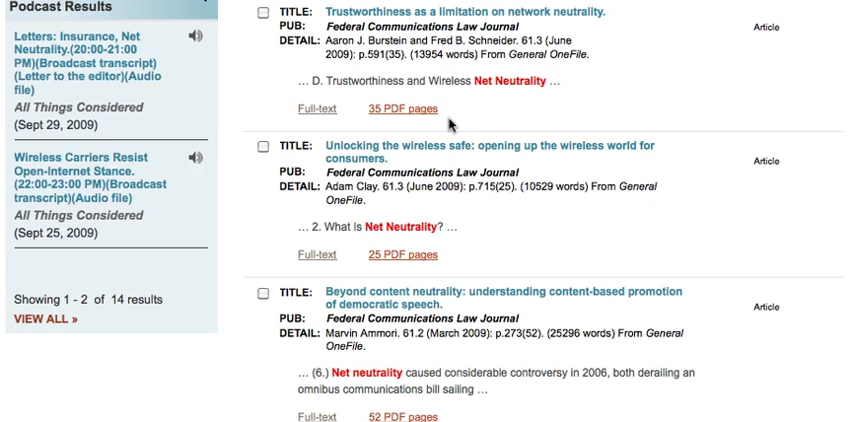 Podcast Results
Letters: Insurance, Net
Neutrality.(20:00-21:00
PM)(Broadcast transcript)
(Letter to the editor)(Audio
file)
All Things Considered
(Sept 29, 2009)
Wireless Carriers Resist
Open-Internet Stance.
(22:00-23:00 PM)(Broadcast
transcript)(Audio file)
All Things Considered
(Sept 25, 2009)
Showing 1 - 2 of 14 results
VIEW ALL »
TITLE: Trustworthiness as a limitation on network neutrality.
Article
PUB: Federal Communications Law Journal
DETAIL: Aaron J. Burstein and Fred B. Schneider. 61.3 (June
2009): p.591(35). (13954 words) From General OneFile.
... D. Trustworthiness and Wireless Net Neutrality ...
Full-text 35 PDF pages
TITLE: Unlocking the wireless safe: opening up the wireless world for
consumers.
Article
PUB: Federal Communications Law Journal
DETAIL: Adam Clay. 61.3 (June 2009): p.715(25). (10529 words) From General
OneFile.
... 2. What Is Net Neutrality? ...
Full-text 25 PDF pages
TITLE: Beyond content neutrality: understanding content-based promotion
of democratic speech.
Article
PUB: Federal Communications Law Journal
DETAIL: Marvin Ammori. 61.2 (March 2009): p.273(52). (25296 words) From General
OneFile.
... (6.) Net neutrality caused considerable controversy in 2006, both derailing an
omnibus communications bill sailing ...
Full-text 52 PDF pages